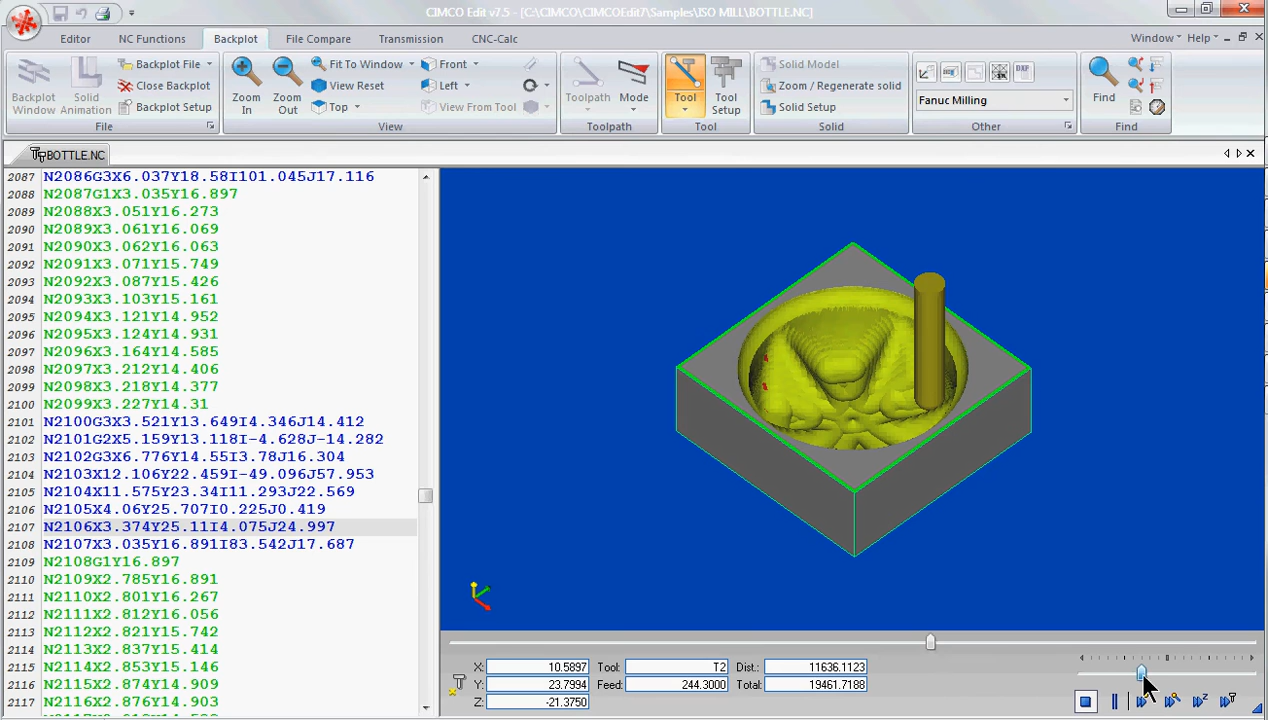 CIMCO Edit v7.5 - [C:\CIMCO\CIMCOEdit7\Samples\ISO MILL\BOTTLE.NC]
Editor NC Functions Backplot File Compare Transmission CNC-Calc Window Help
Backplot Window
Solid Animation
Backplot File
Close Backplot
Backplot Setup
File
Zoom In
Zoom Out
Fit To Window
View Reset
Top
Front
Left
View From Tool
View
Toolpath
Mode
Toolpath
Tool
Tool Setup
Tool
Solid Model
Zoom / Regenerate solid
Solid Setup
Solid
Fanuc Milling
Other
Find
Find
BOTTLE.NC
2087 N2086G3X6.037Y18.58I101.045J17.116
2088 N2087G1X3.035Y16.897
2089 N2088X3.051Y16.273
2090 N2089X3.061Y16.069
2091 N2090X3.062Y16.063
2092 N2091X3.071Y15.749
2093 N2092X3.087Y15.426
2094 N2093X3.103Y15.161
2095 N2094X3.121Y14.952
2096 N2095X3.124Y14.931
2097 N2096X3.164Y14.585
2098 N2097X3.212Y14.406
2099 N2098X3.218Y14.377
2100 N2099X3.227Y14.31
2101 N2100G3X3.521Y13.649I4.346J14.412
2102 N2101G2X5.159Y13.118I-4.628J-14.282
2103 N2102G3X6.776Y14.55I3.78J16.304
2104 N2103X12.106Y22.459I-49.096J57.953
2105 N2104X11.575Y23.34I11.293J22.569
2106 N2105X4.06Y25.707I0.225J0.419
2107 N2106X3.374Y25.11I4.075J24.997
2108 N2107X3.035Y16.891I83.542J17.687
2109 N2108G1Y16.897
2110 N2109X2.785Y16.891
2111 N2110X2.801Y16.267
2112 N2111X2.812Y16.056
2113 N2112X2.821Y15.742
2114 N2113X2.837Y15.414
2115 N2114X2.853Y15.146
2116 N2115X2.874Y14.909
2117 N2116X2.876Y14.903
X: 10.5897 Tool: T2 Dist.: 11636.1123
Y: 23.7994 Feed: 244.3000 Total: 19461.7188
Z: -21.3750